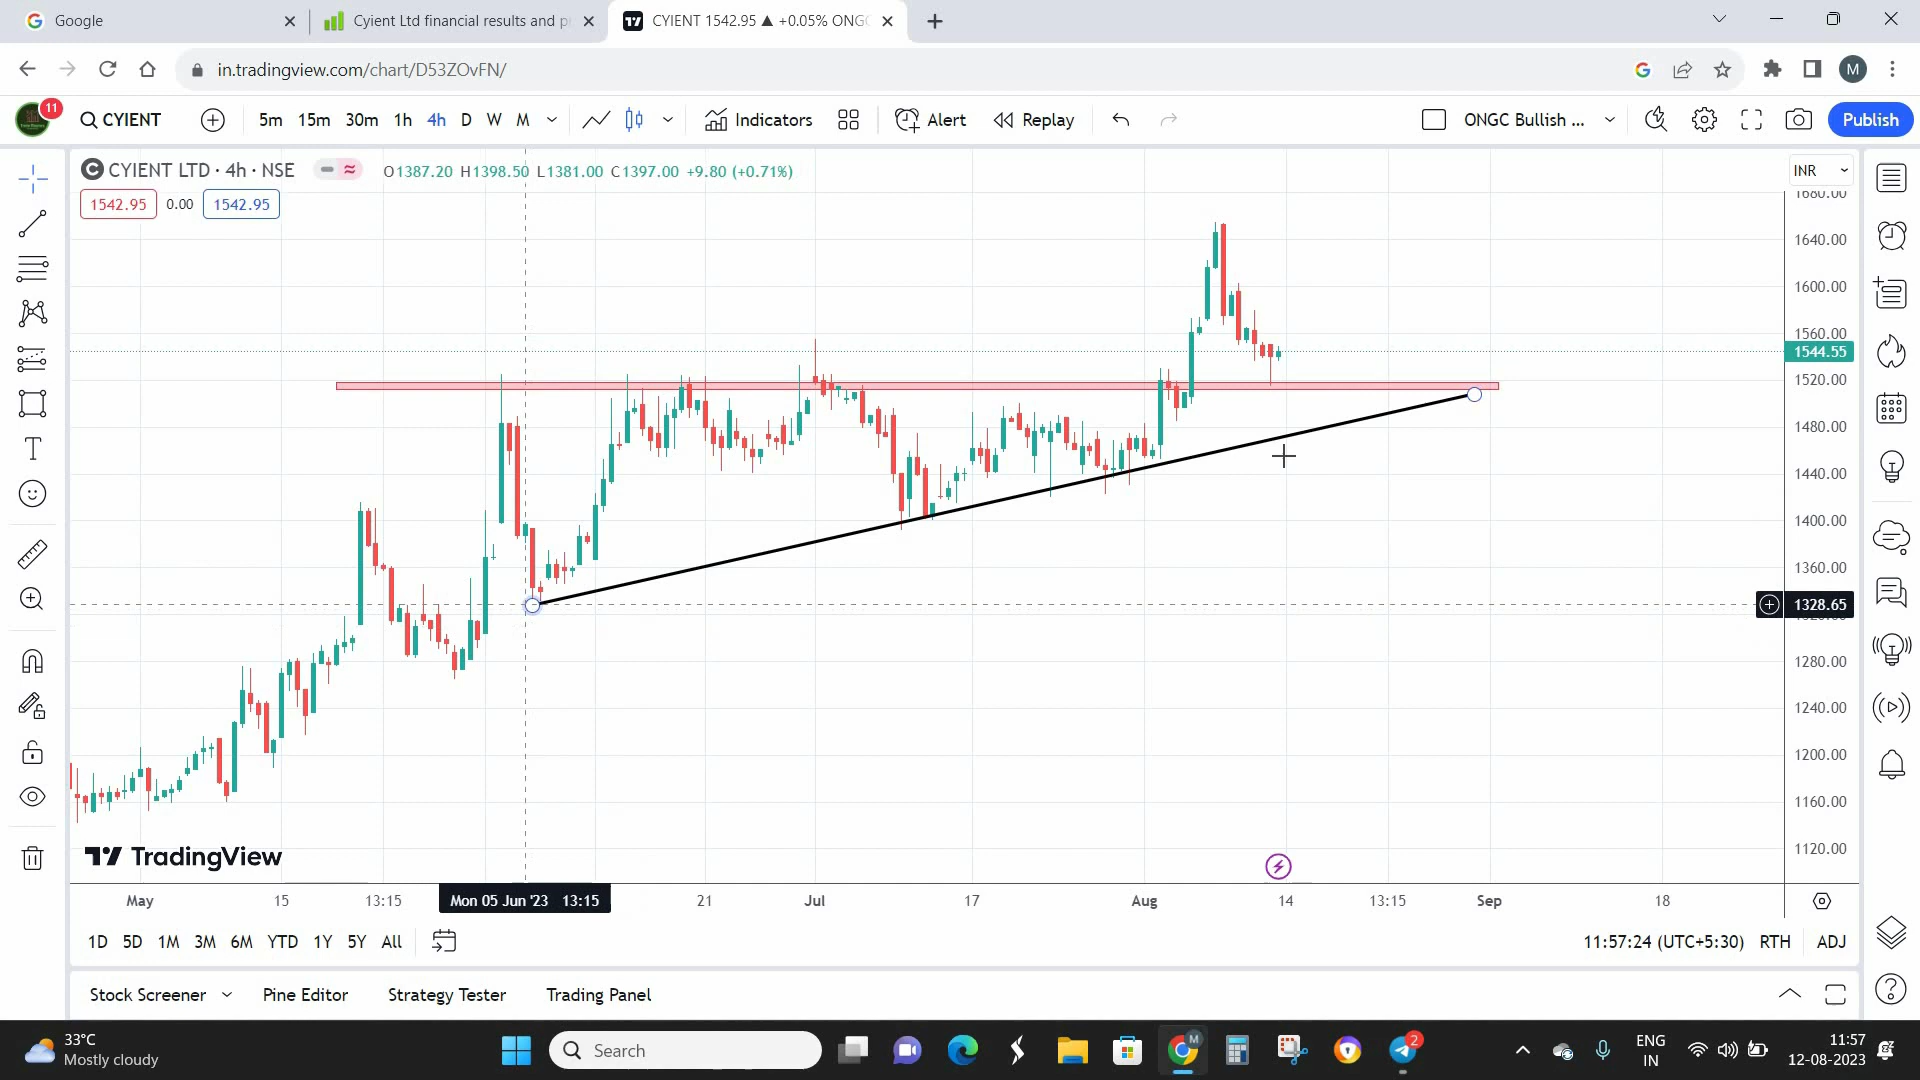 Google
Cyient Ltd financial results and p
CYIENT 1542.95 ▲ +0.05% ONGC
in.tradingview.com/chart/D53ZOvFN/
M
11
CYIENT
5m 15m 30m 1h 4h D W M
Indicators
Alert
Replay
ONGC Bullish ...
Publish
CYIENT LTD · 4h · NSE
O1387.20 H1398.50 L1381.00 C1397.00 +9.80 (+0.71%)
INR
1542.95 0.00 1542.95
1680.00
1640.00
1600.00
1560.00
1544.55
1520.00
1480.00
1440.00
1400.00
1360.00
1328.65
1280.00
1240.00
1200.00
1160.00
1120.00
TradingView
May 15 13:15 Mon 05 Jun '23 13:15 21 Jul 17 Aug 14 13:15 Sep 18
1D 5D 1M 3M 6M YTD 1Y 5Y All
11:57:24 (UTC+5:30) RTH ADJ
Stock Screener Pine Editor Strategy Tester Trading Panel
33°C
Mostly cloudy
Search
M
2
ENG
IN
11:57
12-08-2023